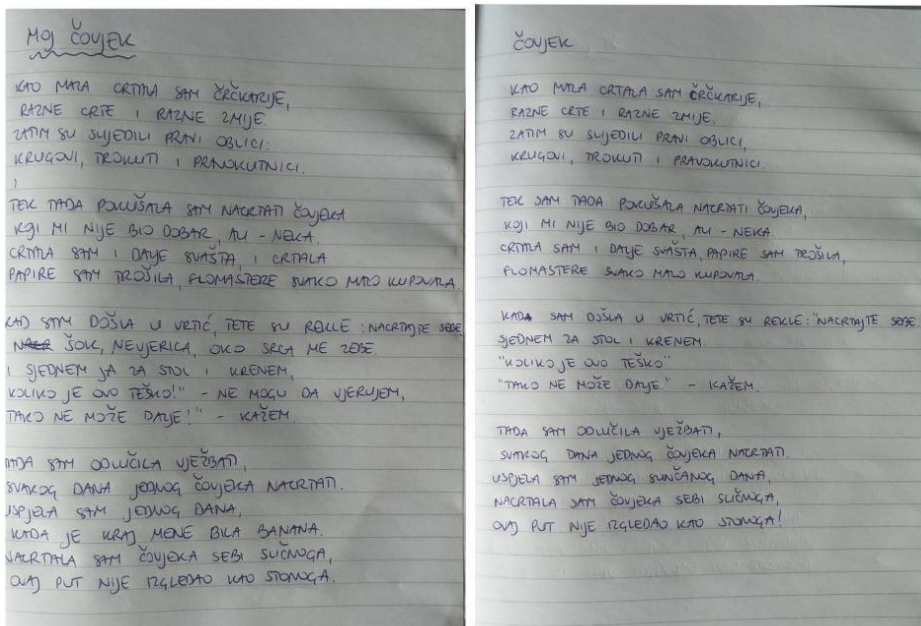 MOJ ČOVJEK
KAO MALA CRTALA SAM ČRČKARIJE,
RAZNE CRTE I RAZNE ZMIJE.
ZATIM SU SLIJEDILI PRAVI OBLICI:
KRUGOVI, TROKUTI I PRAVOKUTNICI.
TEK TADA POKUŠALA SAM NACRTATI ČOVJEKA
KOJI MI NIJE BIO DOBAR, ALI - NEKA.
CRTALA SAM I DALJE SVAŠTA, I CRTALA
PAPIRE SAM TROŠILA, FLOMASTERE SVAKO MALO KUPOVALA.
KAD SAM DOŠLA U VRTIĆ, TETE SU REKLE: NACRTAJTE SEBE
ŠOK, NEVJERICA, OKO SRCA ME ZEBE.
I SJEDNEM JA ZA STOL I KRENEM,
KOLIKO JE OVO TEŠKO!" - NE MOGU DA VJERUJEM,
TAKO NE MOŽE DALJE!" - KAŽEM.
TADA SAM ODLUČILA VJEŽBATI,
SVAKOG DANA JEDNOG ČOVJEKA NACRTATI.
USPJELA SAM JEDNOG DANA,
KADA JE KRAJ MENE BILA BANANA.
NACRTALA SAM ČOVJEKA SEBI SLIČNOGA,
OVAJ PUT NIJE IZGLEDAO KAO STONOGA.
ČOVJEK
KAO MALA CRTALA SAM ČRČKARIJE,
RAZNE CRTE I RAZNE ZMIJE.
ZATIM SU SLIJEDILI PRAVI OBLICI,
KRUGOVI, TROKUTI I PRAVOKUTNICI.
TEK SAM TADA POKUŠALA NACRTATI ČOVJEKA,
KOJI MI NIJE BIO DOBAR, ALI - NEKA.
CRTALA SAM I DALJE SVAŠTA, PAPIRE SAM TROŠILA,
FLOMASTERE SVAKO MALO KUPOVALA.
KADA SAM DOŠLA U VRTIĆ, TETE SU REKLE: "NACRTAJTE SEBE
SJEDNEM ZA STOL I KRENEM.
"KOLIKO JE OVO TEŠKO"
"TAKO NE MOŽE DALJE." - KAŽEM.
TADA SAM ODLUČILA VJEŽBATI,
SVAKOG DANA JEDNOG ČOVJEKA NACRTATI.
USPJELA SAM JEDNOG SUNČANOG DANA,
NACRTALA SAM ČOVJEKA SEBI SLIČNOGA,
OVAJ PUT NIJE IZGLEDAO KAO STONOGA!